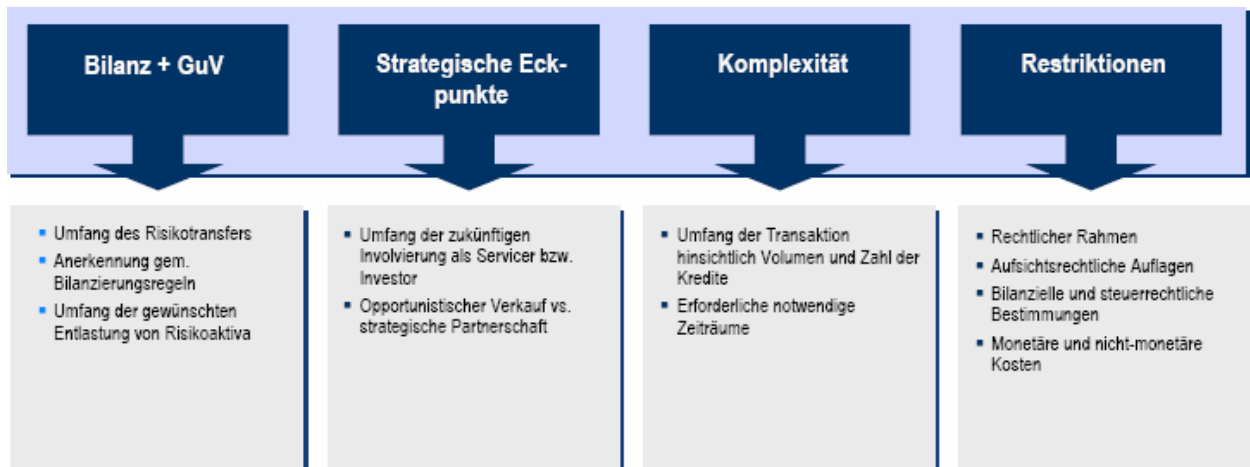 Bilanz + GuV
Strategische Eck-
punkte
Komplexität
Restriktionen
Umfang des Risikotransfers
Anerkennung gem.
Bilanzierungsregeln
Umfang der gewünschten
Entlastung von Risikoaktiva
Umfang der zukünftigen
Involvierung als Servicer bzw.
Investor
Opportunistischer Verkauf vs.
strategische Partnerschaft
Umfang der Transaktion
hinsichtlich Volumen und Zahl der
Kredite
Erforderliche notwendige
Zeiträume
Rechtlicher Rahmen
Aufsichtsrechtliche Auflagen
Bilanzielle und steuerrechtliche
Bestimmungen
Monetäre und nicht-monetäre
Kosten